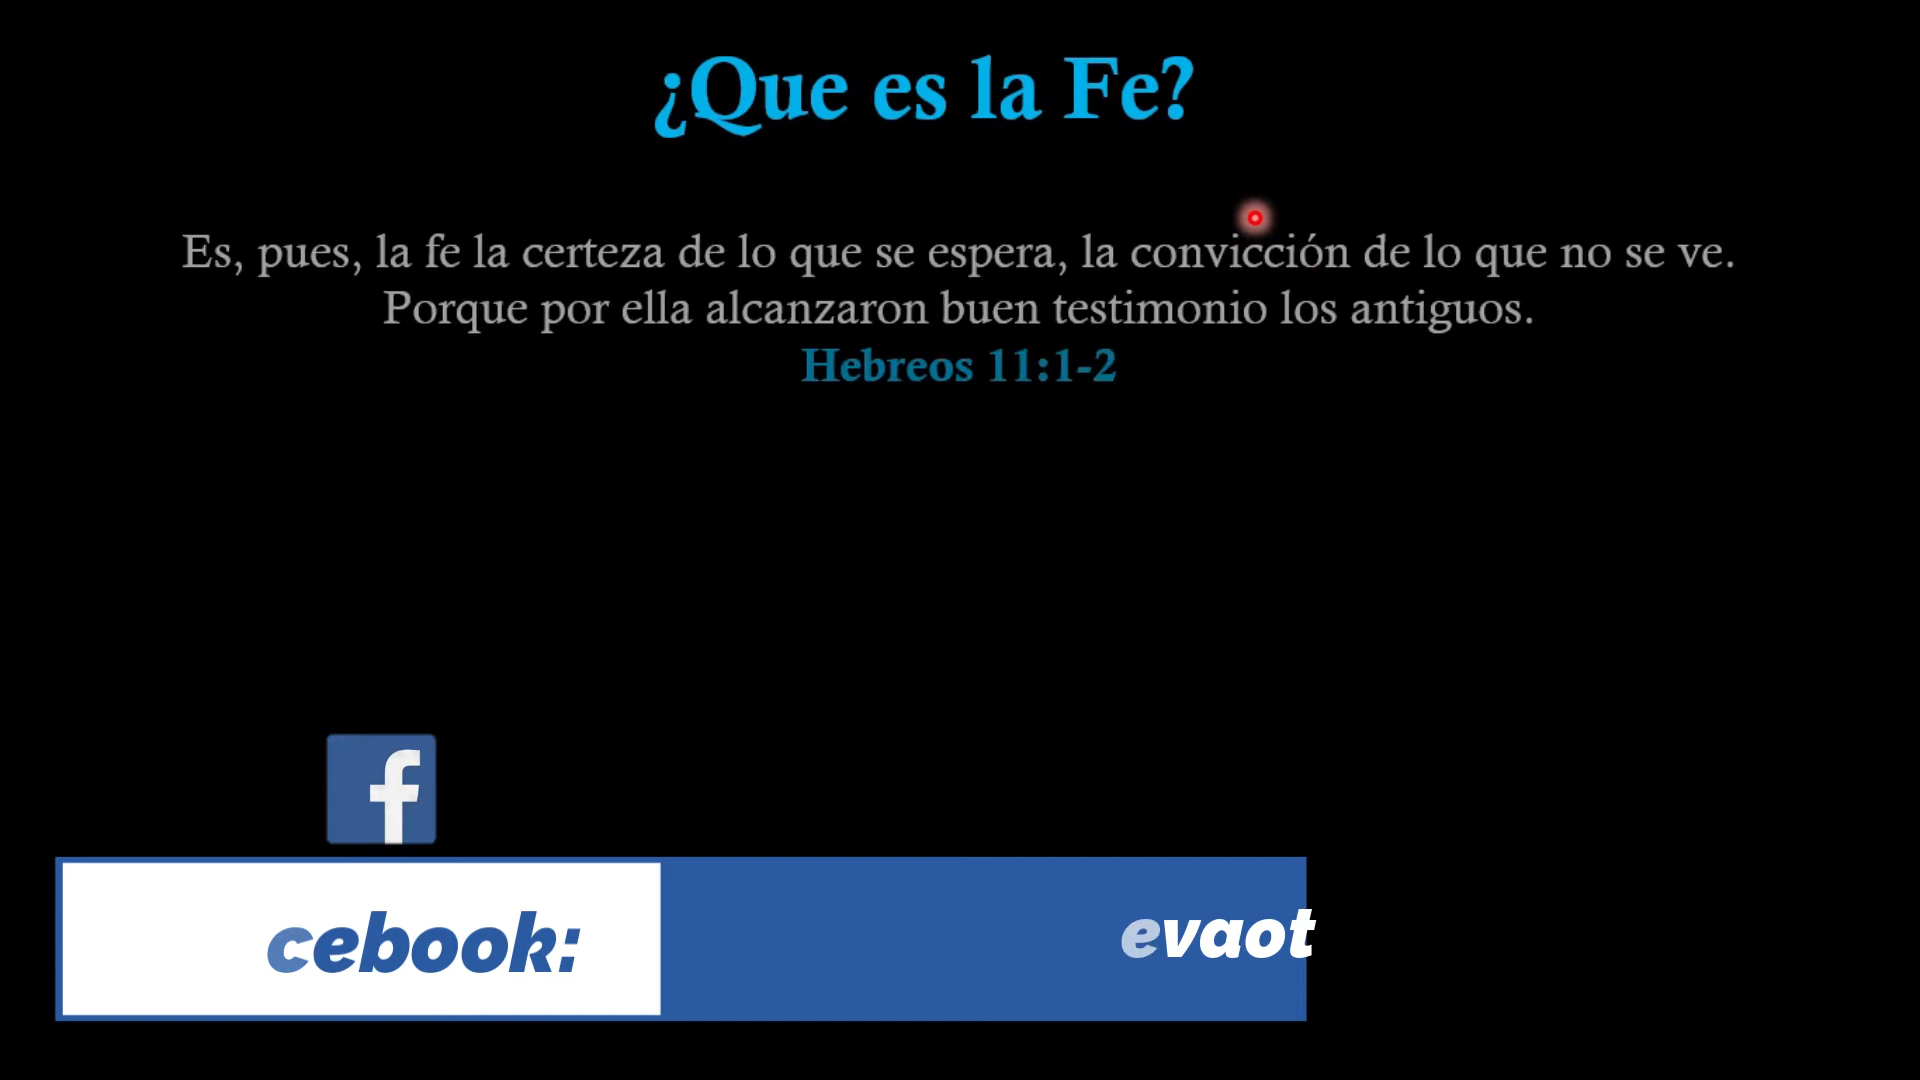 ¿Que es la Fe?
Es, pues, la fe la certeza de lo que se espera, la convicción de lo que no se ve.
Porque por ella alcanzaron buen testimonio los antiguos.
Hebreos 11:1-2
f
cebook:
evaot